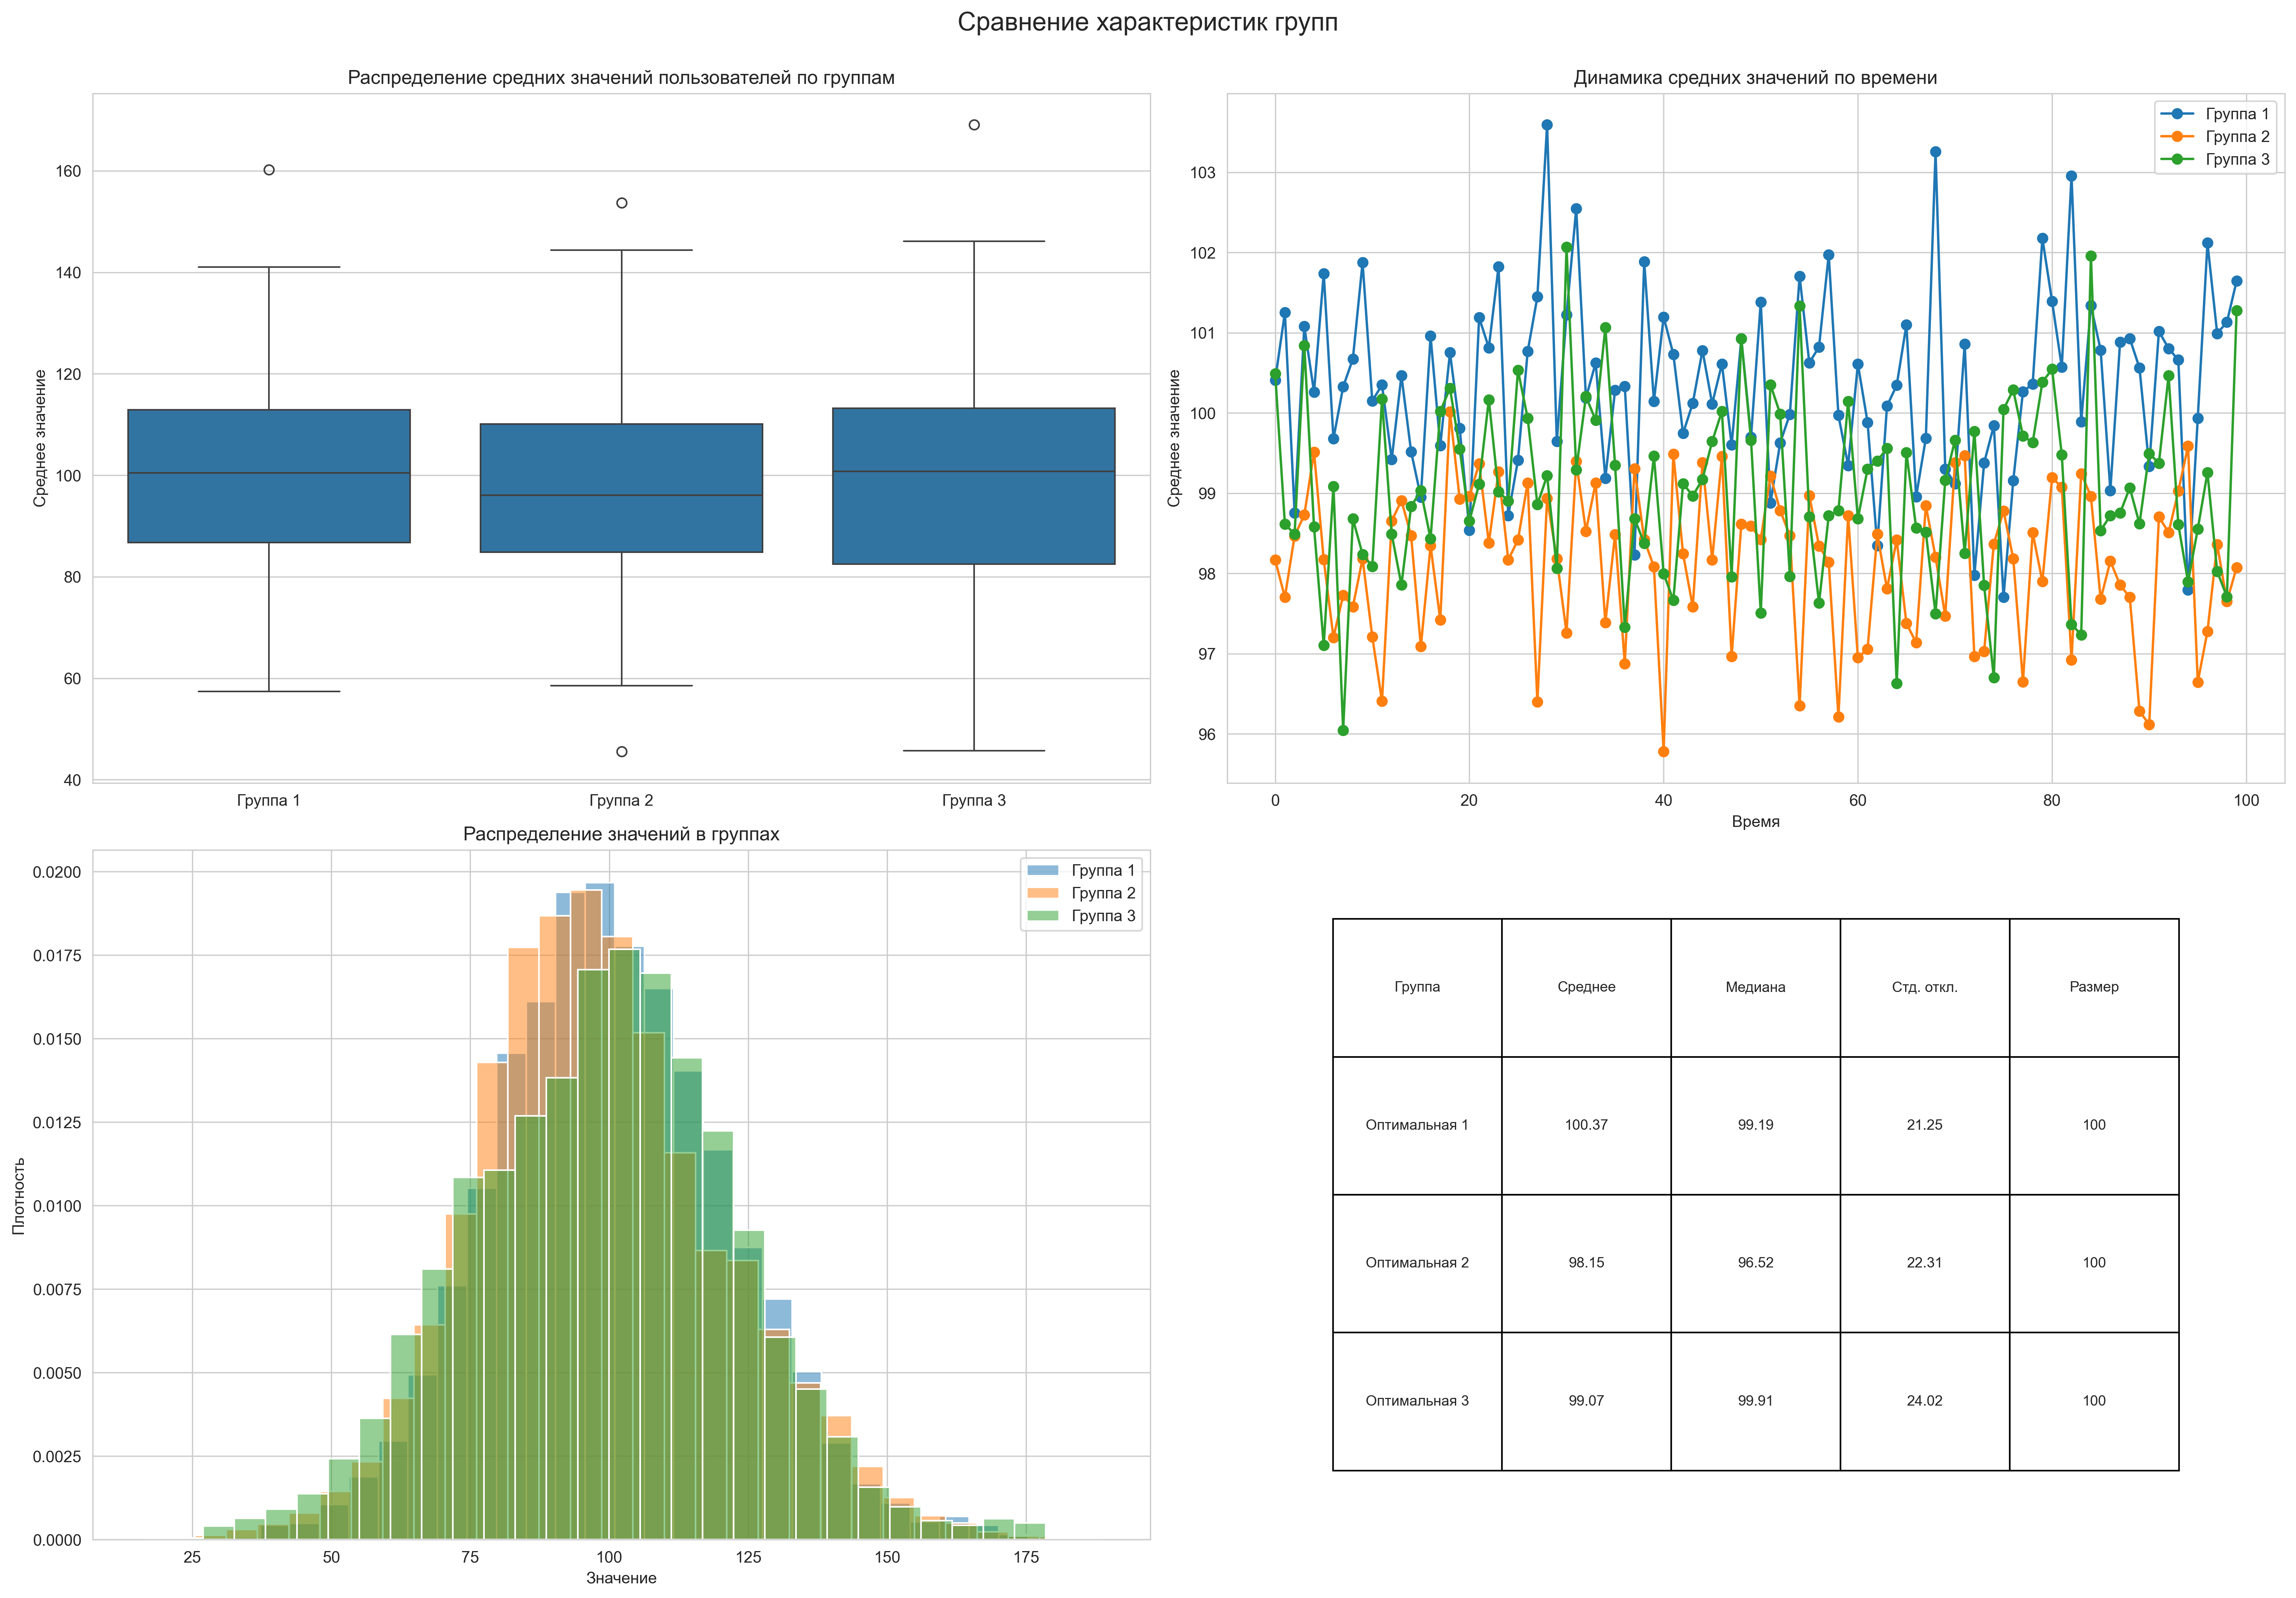 Сравнение характеристик групп
Распределение средних значений пользователей по группам
Среднее значение
160
140
120
100
80
60
40
Группа 1
Группа 2
Группа 3
Динамика средних значений по времени
Группа 1
Группа 2
Группа 3
Среднее значение
103
102
101
100
99
98
97
96
0
20
40
60
80
100
Время
Распределение значений в группах
Группа 1
Группа 2
Группа 3
Плотность
0.0200
0.0175
0.0150
0.0125
0.0100
0.0075
0.0050
0.0025
0.0000
25
50
75
100
125
150
175
Значение
Группа Среднее Медиана Стд. откл. Размер
Оптимальная 1 100.37 99.19 21.25 100
Оптимальная 2 98.15 96.52 22.31 100
Оптимальная 3 99.07 99.91 24.02 100